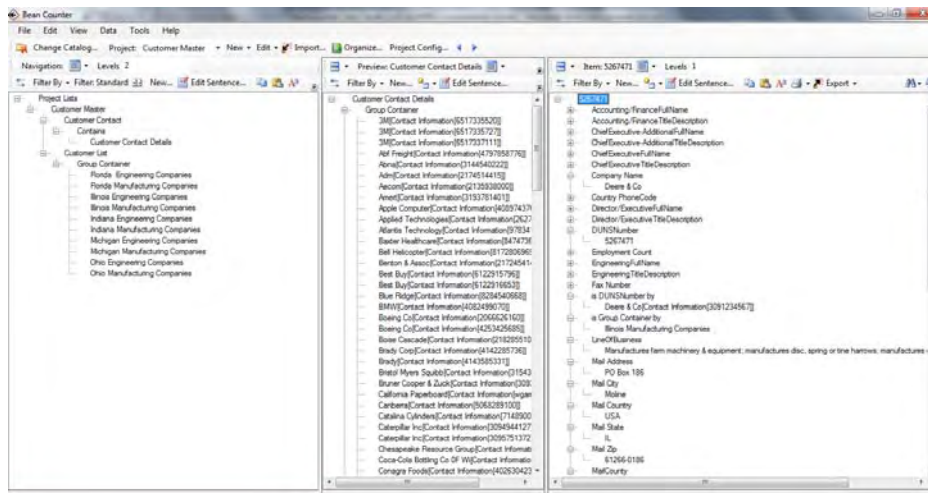 Bean Counter
File Edit View Data Tools Help
Change Catalog... Project: Customer Master New Edit Import... Organize... Project Config...
Navigation: Levels 2
Filter By Filter: Standard New... Edit Sentence...
Project Lists
Customer Master
Customer Contact
Contains
Customer Contact Details
Customer List
Group Container
Florida Engineering Companies
Florida Manufacturing Companies
Illinois Engineering Companies
Illinois Manufacturing Companies
Indiana Engineering Companies
Indiana Manufacturing Companies
Michigan Engineering Companies
Michigan Manufacturing Companies
Ohio Engineering Companies
Ohio Manufacturing Companies
Preview: Customer Contact Details
Filter By New... Edit Sentence...
Customer Contact Details
Group Container
3M[Contact Information[6517335520]]
3M[Contact Information[6517335727]]
3M[Contact Information[6517337111]]
Abf Freight[Contact Information[4797858776]]
Abna[Contact Information[3144540222]]
Adm[Contact Information[2174514415]]
Aecom[Contact Information[2135938000]]
Ameri[Contact Information[3193781401]]
Apple Computer[Contact Information[408974376
Applied Technologies[Contact Information[2627
Atlantis Technology[Contact Information[97834
Baxter Healthcare[Contact Information[8474736
Bell Helicopter[Contact Information[8172806965
Benton & Assoc[Contact Information[21724541
Best Buy[Contact Information[6122915796]]
Best Buy[Contact Information[6122916653]]
Blue Ridge[Contact Information[8284540668]]
BMW[Contact Information[4082499070]]
Boeing Co[Contact Information[2066626160]]
Boeing Co[Contact Information[4253425685]]
Boise Cascade[Contact Information[218285510
Brady Corp[Contact Information[4142285736]]
Brady[Contact Information[4143585331]]
Bristol Myers Squibb[Contact Information[31543
Bruner Cooper & Zuck[Contact Information[309
California Paperboard[Contact Information[vgan
Canberra[Contact Information[5068289100]]
Catalina Cylinders[Contact Information[7148900
Caterpillar Inc[Contact Information[3094944127
Caterpillar Inc[Contact Information[3095751372
Chesapeake Resource Group[Contact Informati
Coca-Cola Bottling Co OF Wi[Contact Informatio
Conagra Foods[Contact Information[402630423
Item: 5267471 Levels 1
Filter By New... Edit Sentence... Export
5267471
Accounting/FinanceFullName
Accounting/FinanceTitleDescription
ChiefExecutive-AdditionalFullName
ChiefExecutive-AdditionalTitleDescription
ChiefExecutiveFullName
ChiefExecutiveTitleDescription
Company Name
Deere & Co
Country PhoneCode
Director/ExecutiveFullName
Director/ExecutiveTitleDescription
DUNSNumber
5267471
Employment Count
EngineeringFullName
EngineeringTitleDescription
Fax Number
is DUNSNumber by
Deere & Co[Contact Information[3091234567]]
is Group Container by
Illinois Manufacturing Companies
LineOfBusiness
Manufactures farm machinery & equipment; manufactures disc, spring or tine harrows; manufactures
Mail Address
PO Box 186
Mail City
Moline
Mail Country
USA
Mail State
IL
Mail Zip
61266-0186
MailCounty